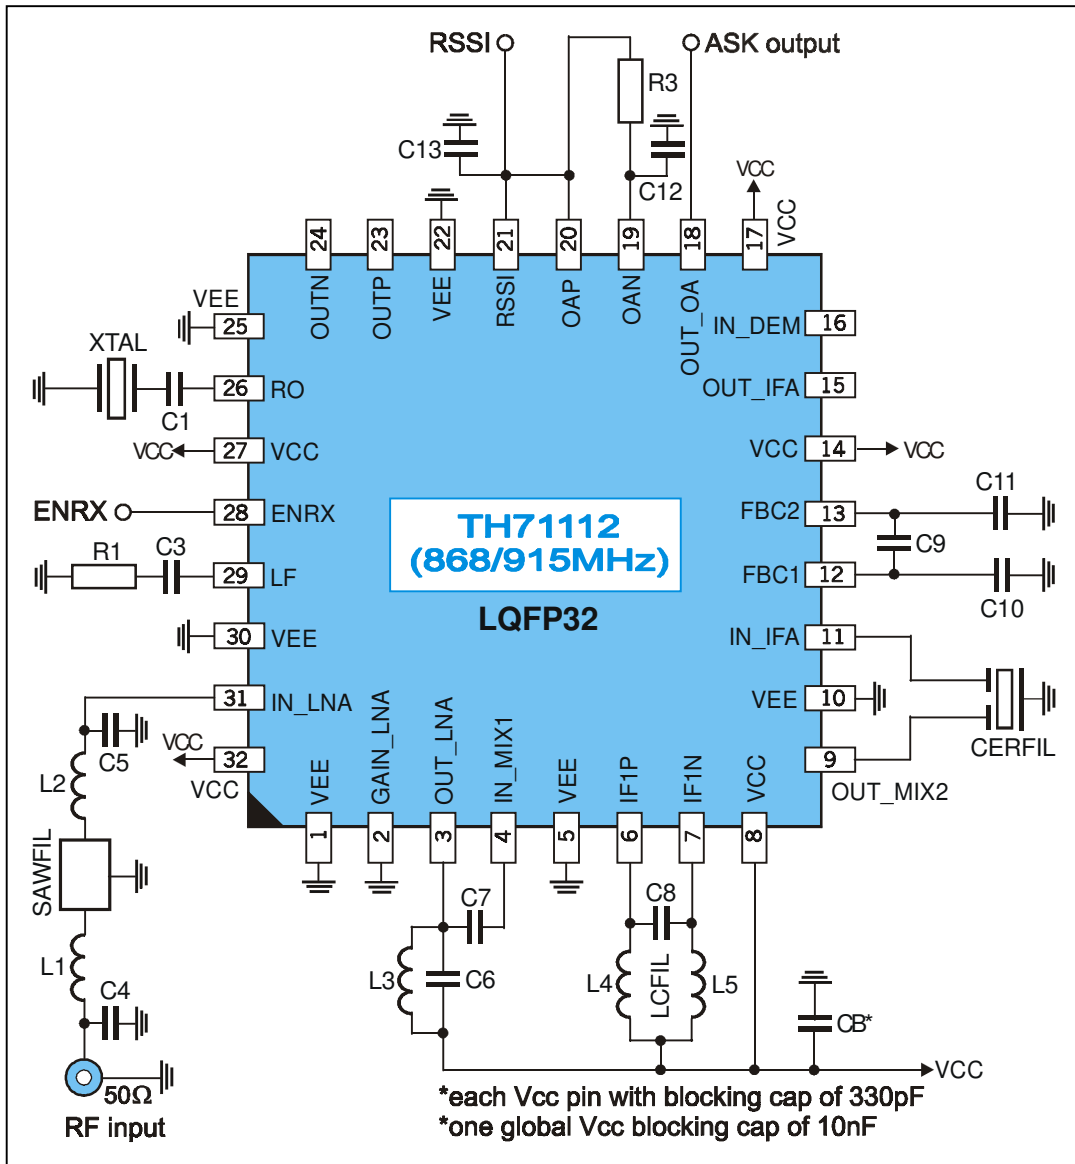 RSSI
ASK output
R3
C13
C12
VCC
VCC
24
23
22
21
20
19
18
17
OUTN
OUTP
VEE
RSSI
OAP
OAN
OUT_OA
VEE
25
IN_DEM
16
XTAL
26
RO
C1
OUT_IFA
15
VCC
27
VCC
VCC
14
VCC
ENRX
28
ENRX
FBC2
13
C11
C9
R1
C3
29
LF
FBC1
12
C10
TH71112
(868/915MHz)
LQFP32
30
VEE
IN_IFA
11
31
IN_LNA
VEE
10
CERFIL
C5
L2
VCC
32
VCC
9
OUT_MIX2
VEE
GAIN_LNA
OUT_LNA
IN_MIX1
VEE
IF1P
IF1N
VCC
1
2
3
4
5
6
7
8
SAWFIL
C7
C8
L1
L3
C6
L4
LCFIL
L5
C4
CB*
50Ω
RF input
VCC
*each Vcc pin with blocking cap of 330pF
*one global Vcc blocking cap of 10nF